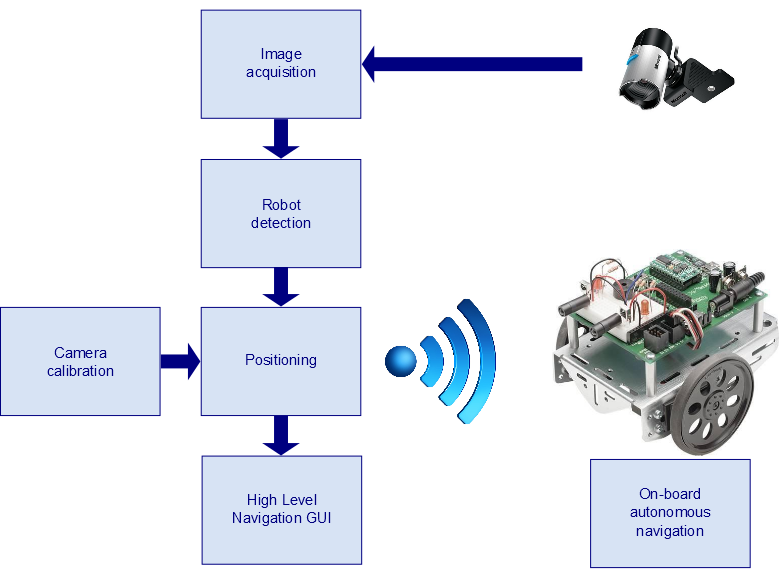 Image
acquisition
Robot
detection
Camera
calibration
Positioning
High Level
Navigation GUI
On-board
autonomous
navigation